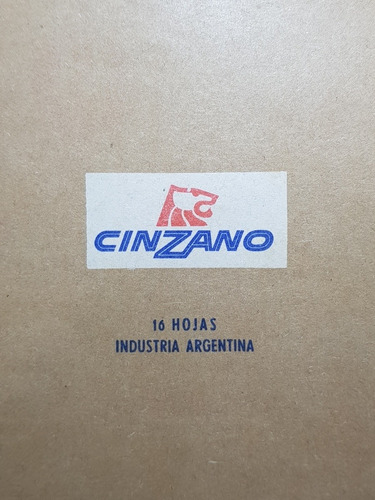 CINZANO
16 HOJAS
INDUSTRIA ARGENTINA